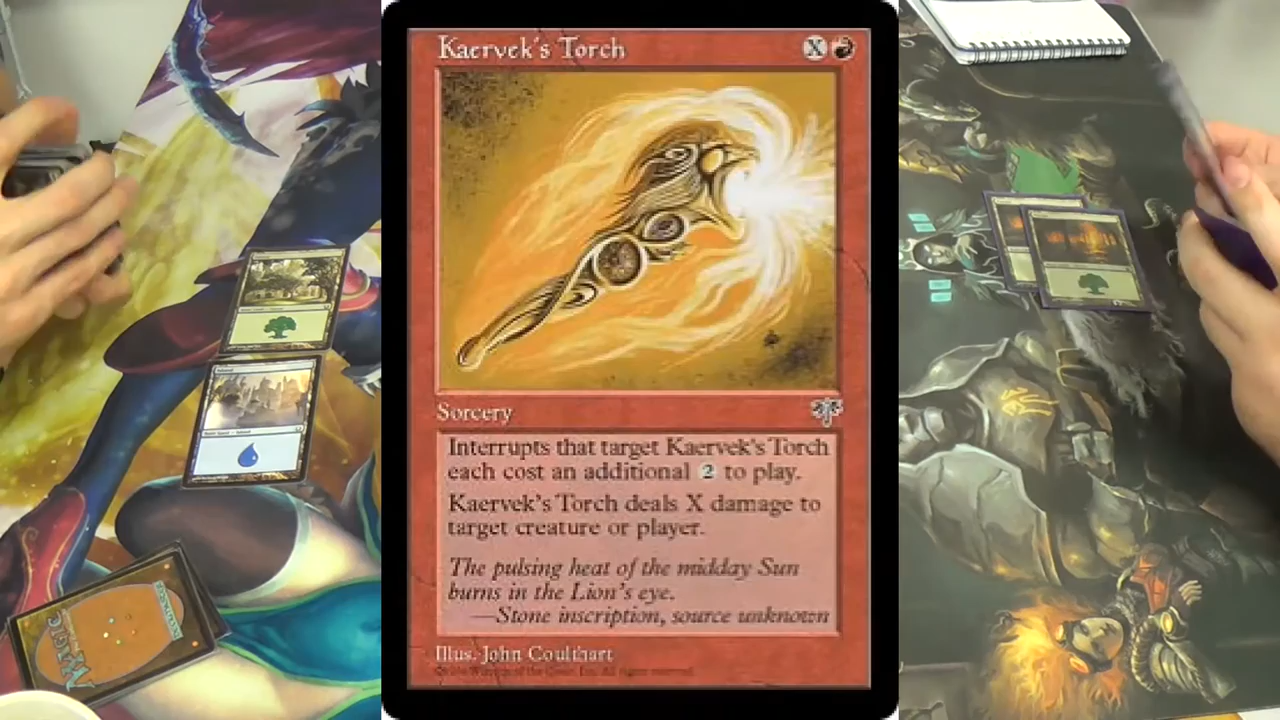 Kaervek's Torch
X
Sorcery
Interrupts that target Kaervek's Torch
each cost an additional 2 to play.
Kaervek's Torch deals X damage to
target creature or player.
The pulsing heat of the midday Sun
burns in the Lion's eye.
—Stone inscription, source unknown
Illus. John Coulthart
Island
MAGIC